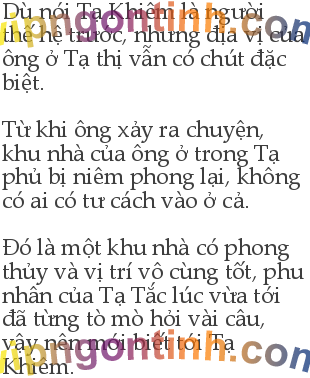 Dù nói Tạ Khiêm là người
thế hệ trước, nhưng địa vị của
ông ở Tạ thị vẫn có chút đặc
biệt.
Từ khi ông xảy ra chuyện,
khu nhà của ông ở trong Tạ
phủ bị niêm phong lại, không
có ai có tư cách vào ở cả.
Đó là một khu nhà có phong
thủy và vị trí vô cùng tốt, phu
nhân của Tạ Tắc lúc vừa tới
đã từng tò mò hỏi vài câu,
vậy nên mới biết tới Tạ
Khiêm.